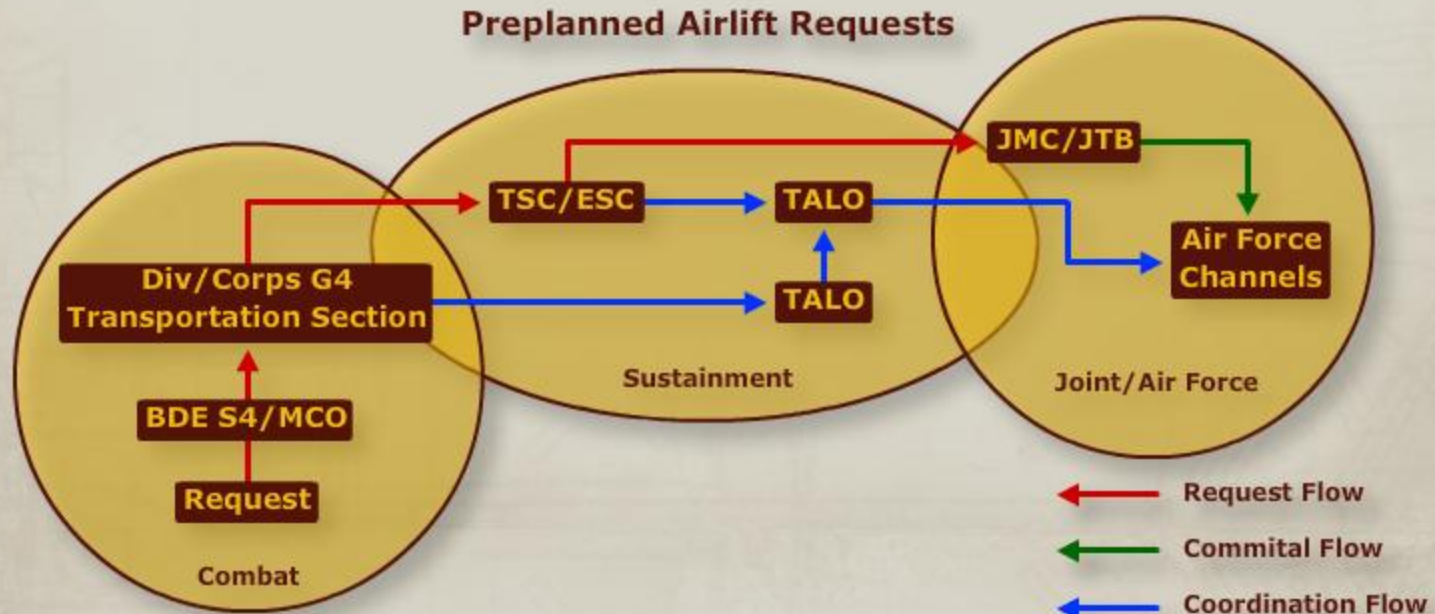 Preplanned Airlift Requests
JMC/JTB
TSC/ESC
TALO
Air Force
Channels
Div/Corps G4
Transportation Section
TALO
Sustainment
Joint/Air Force
BDE S4/MCO
Request
Combat
Request Flow
Commital Flow
Coordination Flow